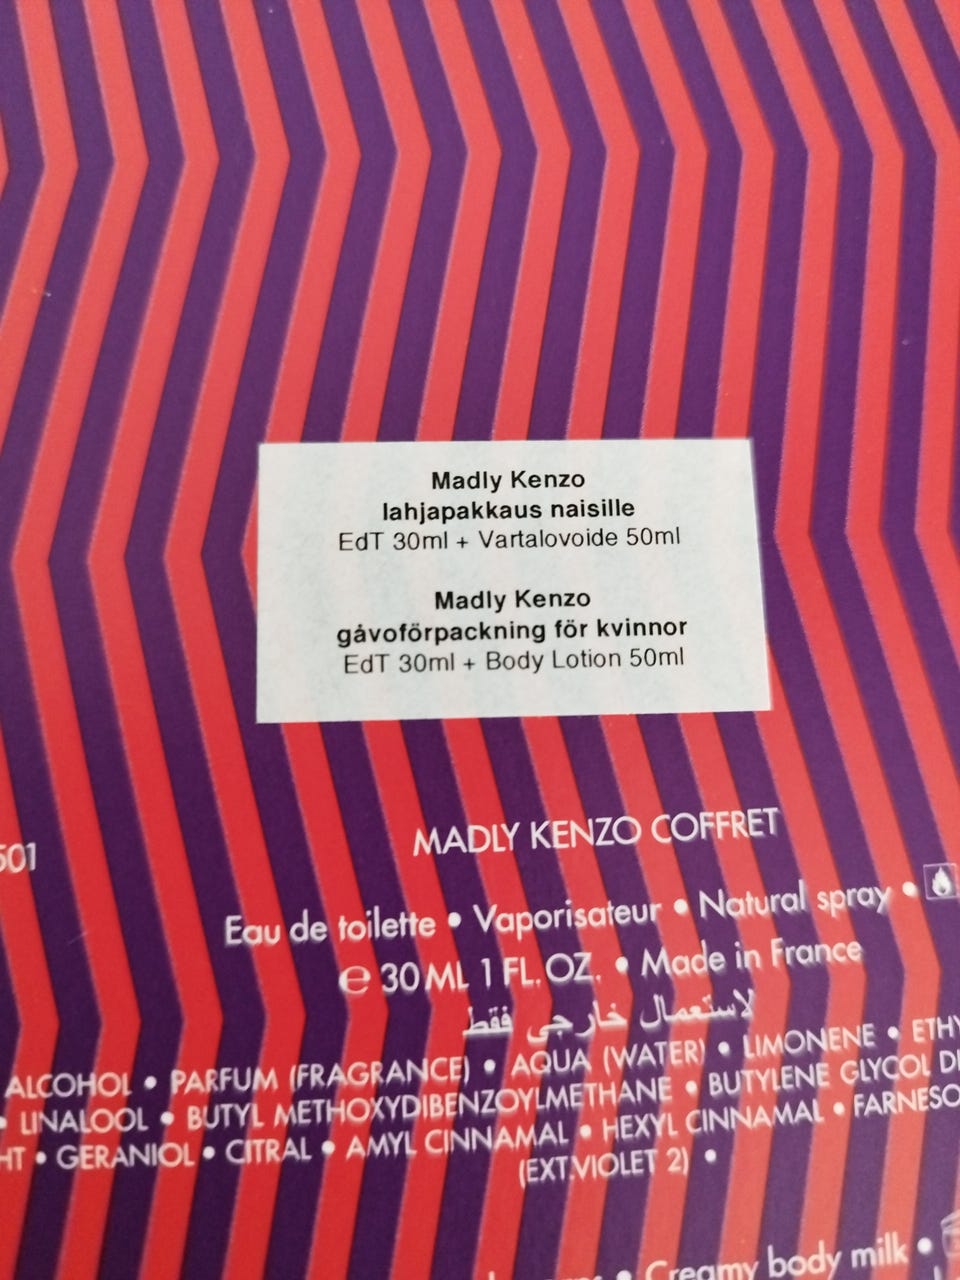 Madly Kenzo
lahjapakkaus naisille
EdT 30ml + Vartalovoide 50ml
Madly Kenzo
gåvoförpackning för kvinnor
EdT 30ml + Body Lotion 50ml
MADLY KENZO COFFRET
501
Eau de toilette • Vaporisateur • Natural spray •
℮ 30 ML 1 FL. OZ. • Made in France
لاستعمال خارجى فقط
ALCOHOL • PARFUM (FRAGRANCE) • AQUA (WATER) • LIMONENE •
• LINALOOL • BUTYL METHOXYDIBENZOYLMETHANE • BUTYLENE GLYCOL
• GERANIOL • CITRAL • AMYL CINNAMAL • HEXYL CINNAMAL •
(EXT.VIOLET 2) •
• Creamy body milk •